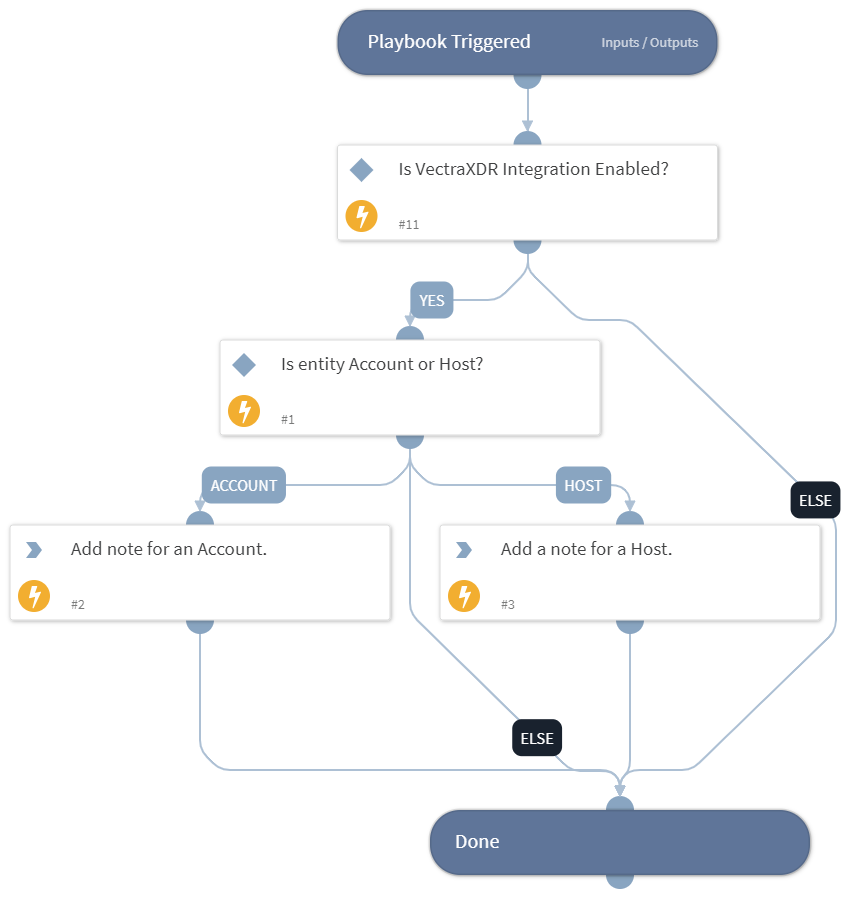 Playbook Triggered
Inputs / Outputs
Is VectraXDR Integration Enabled?
#11
YES
Is entity Account or Host?
#1
ACCOUNT
HOST
ELSE
Add note for an Account.
#2
Add a note for a Host.
#3
ELSE
Done